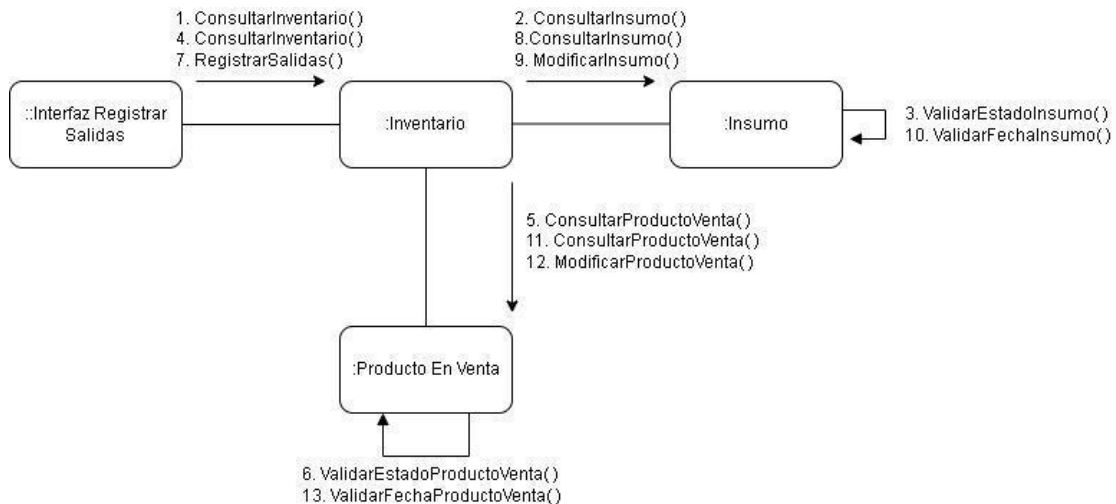 1. ConsultarInventario()
4. ConsultarInventario()
7. RegistrarSalidas()
2. ConsultarInsumo()
8.ConsultarInsumo()
9. ModificarInsumo()
::Interfaz Registrar
Salidas
:Inventario
:Insumo
3. ValidarEstadoInsumo()
10. ValidarFechaInsumo()
5. ConsultarProductoVenta()
11. ConsultarProductoVenta()
12. ModificarProductoVenta()
:Producto En Venta
6. ValidarEstadoProductoVenta()
13. ValidarFechaProductoVenta()